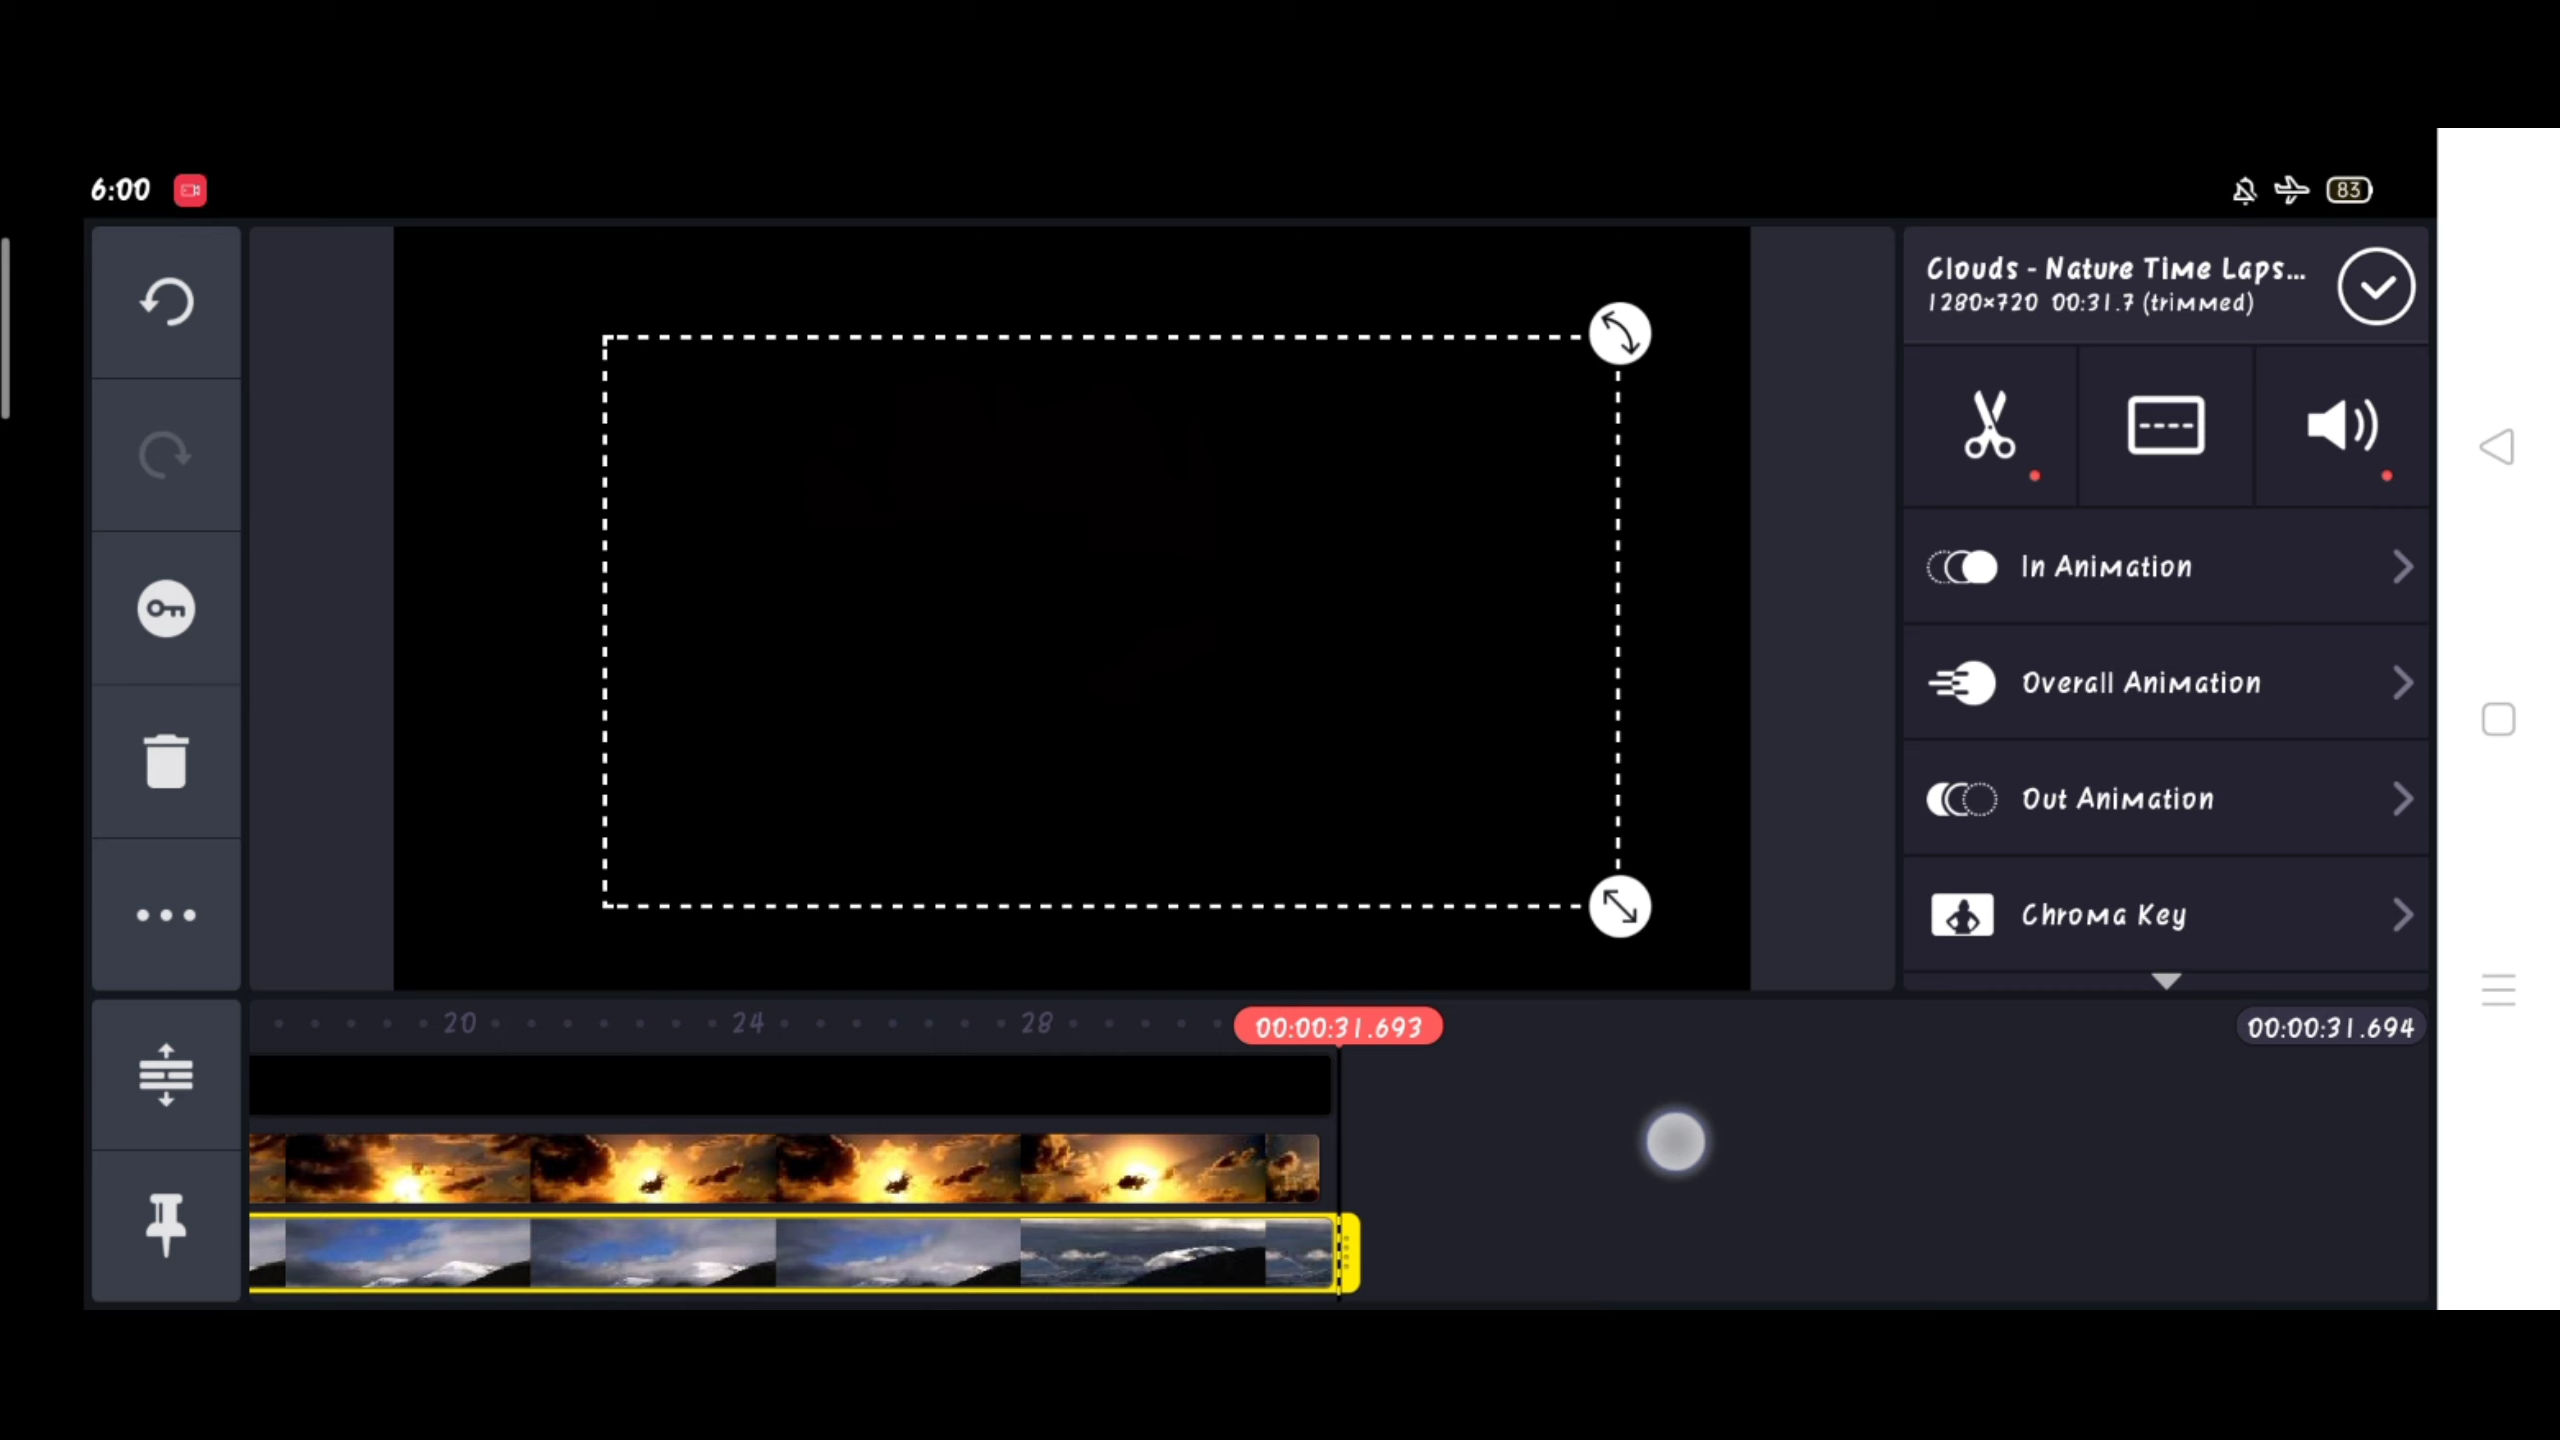 6:00
83
Clouds - Nature Time Laps...
1280×720 00:31.7 (trimmed)
In Animation
Overall Animation
Out Animation
Chroma Key
20 24 28
00:00:31.693
00:00:31.694